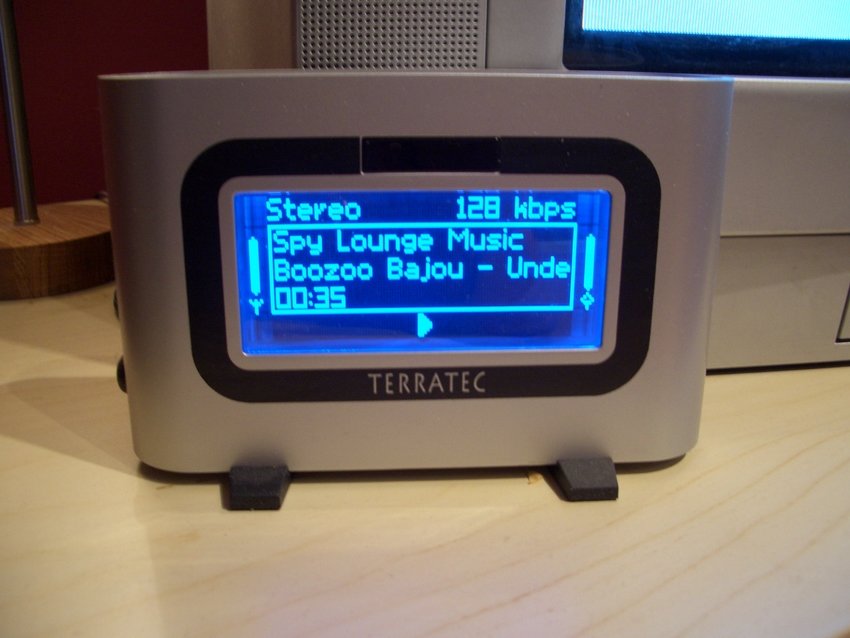 Stereo 128 kbps
Spy Lounge Music
Boozoo Bajou - Unde
00:35
TERRATEC